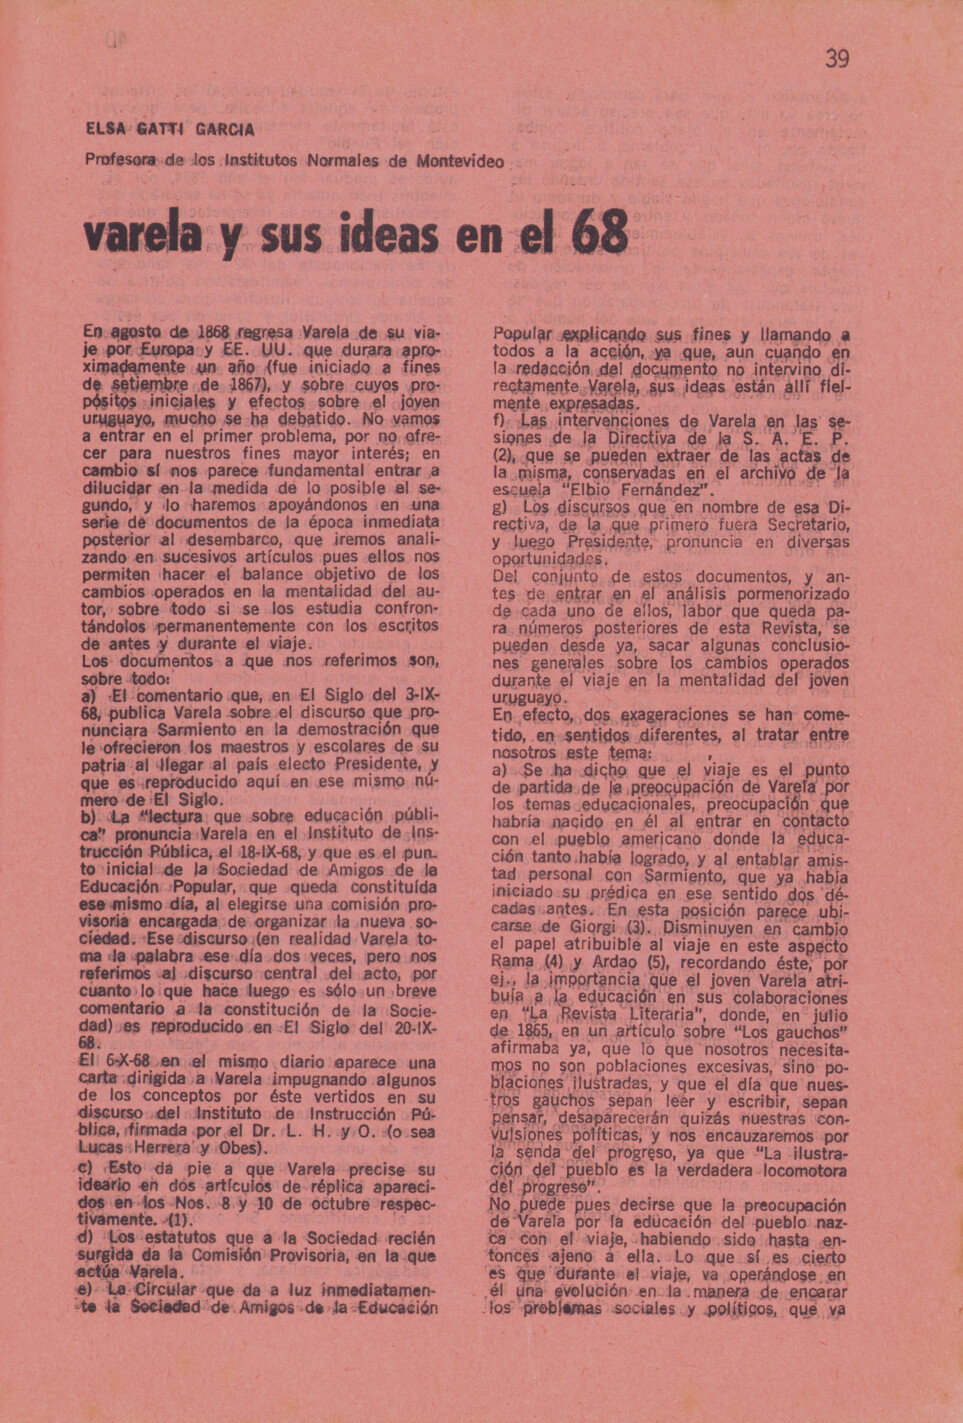 39
ELSA GATTI GARCIA
Profesora de los Institutos Normales de Montevideo
varela y sus ideas en el 68
En agosto de 1868 regresa Varela de su via-
je por Europa y EE. UU. que durara apro-
ximadamente un año (fue iniciado a fines
de setiembre de 1867), y sobre cuyos pro-
pósitos iniciales y efectos sobre el joven
uruguayo, mucho se ha debatido. No vamos
a entrar en el primer problema, por no ofre-
cer para nuestros fines mayor interés; en
cambio sí nos parece fundamental entrar a
dilucidar en la medida de lo posible el se-
gundo, y lo haremos apoyándonos en una
serie de documentos de la época inmediata
posterior al desembarco, que iremos anali-
zando en sucesivos artículos pues ellos nos
permiten hacer el balance objetivo de los
cambios operados en la mentalidad del au-
tor, sobre todo si se los estudia confron-
tándolos permanentemente con los escritos
de antes y durante el viaje.
Los documentos a que nos referimos son,
sobre todo:
a) El comentario que, en El Siglo del 3-IX-
68, publica Varela sobre el discurso que pro-
nunciara Sarmiento en la demostración que
le ofrecieron los maestros y escolares de su
patria al llegar al país electo Presidente, y
que es reproducido aquí en ese mismo nú-
mero de El Siglo.
b) La "lectura que sobre educación públi-
ca" pronuncia Varela en el Instituto de Ins-
trucción Pública, el 18-IX-68, y que es el pun-
to inicial de la Sociedad de Amigos de la
Educación Popular, que queda constituída
ese mismo día, al elegirse una comisión pro-
visoria encargada de organizar la nueva so-
ciedad. Ese discurso (en realidad Varela to-
ma la palabra ese día dos veces, pero nos
referimos al discurso central del acto, por
cuanto lo que hace luego es sólo un breve
comentario a la constitución de la Socie-
dad) es reproducido en El Siglo del 20-IX-
68.
El 6-X-68 en el mismo diario aparece una
carta dirigida a Varela impugnando algunos
de los conceptos por éste vertidos en su
discurso del Instituto de Instrucción Pú-
blica, firmada por el Dr. L. H. y O. (o sea
Lucas Herrera y Obes).
c) Esto da pie a que Varela precise su
ideario en dos artículos de réplica apareci-
dos en los Nos. 8 y 10 de octubre respec-
tivamente. (1).
d) Los estatutos que a la Sociedad recién
surgida da la Comisión Provisoria, en la que
actúa Varela.
e) La Circular que da a luz inmediatamen-
te la Sociedad de Amigos de la Educación
Popular explicando sus fines y llamando a
todos a la acción, ya que, aun cuando en
la redacción del documento no intervino di-
rectamente Varela, sus ideas están allí fiel-
mente expresadas.
f) Las intervenciones de Varela en las se-
siones de la Directiva de la S. A. E. P.
(2), que se pueden extraer de las actas de
la misma, conservadas en el archivo de la
escuela "Elbio Fernández".
g) Los discursos que en nombre de esa Di-
rectiva, de la que primero fuera Secretario,
y luego Presidente, pronuncia en diversas
oportunidades.
Del conjunto de estos documentos, y an-
tes de entrar en el análisis pormenorizado
de cada uno de ellos, labor que queda pa-
ra números posteriores de esta Revista, se
pueden desde ya, sacar algunas conclusio-
nes generales sobre los cambios operados
durante el viaje en la mentalidad del joven
uruguayo.
En efecto, dos exageraciones se han come-
tido, en sentidos diferentes, al tratar entre
nosotros este tema:
a) Se ha dicho que el viaje es el punto
de partida de la preocupación de Varela por
los temas educacionales, preocupación que
habría nacido en él al entrar en contacto
con el pueblo americano donde la educa-
ción tanto había logrado, y al entablar amis-
tad personal con Sarmiento, que ya había
iniciado su prédica en ese sentido dos dé-
cadas antes. En esta posición parece ubi-
carse de Giorgi (3). Disminuyen en cambio
el papel atribuible al viaje en este aspecto
Rama (4) y Ardao (5), recordando éste, por
ej., la importancia que el joven Varela atri-
buía a la educación en sus colaboraciones
en "La Revista Literaria", donde, en julio
de 1865, en un artículo sobre "Los gauchos"
afirmaba ya, que lo que nosotros necesita-
mos no son poblaciones excesivas, sino po-
blaciones ilustradas, y que el día que nues-
tros gauchos sepan leer y escribir, sepan
pensar, desaparecerán quizás nuestras con-
vulsiones políticas, y nos encauzaremos por
la senda del progreso, ya que "La ilustra-
ción del pueblo es la verdadera locomotora
del progreso".
No puede pues decirse que la preocupación
de Varela por la educación del pueblo naz-
ca con el viaje, habiendo sido hasta en-
tonces ajeno a ella. Lo que sí es cierto
es que durante el viaje, va operándose en
él una evolución en la manera de encarar
los problemas sociales y políticos, que va